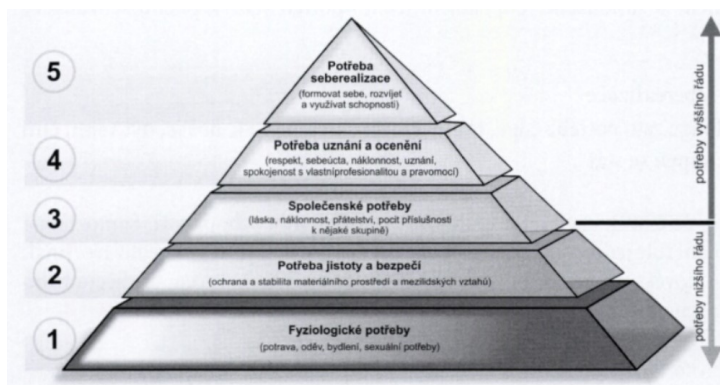 5
Potřeba
seberealizace
(formovat sebe, rozvíjet
a využívat schopnosti)
4
Potřeba uznání a ocenění
(respekt, sebeúcta, náklonnost, uznání,
spokojenost s vlastníprofesionalitou a pravomocí)
3
Společenské potřeby
(láska, náklonnost, přátelství, pocit příslušnosti
k nějaké skupině)
2
Potřeba jistoty a bezpečí
(ochrana a stabilita materiálního prostředí a mezilidských vztahů)
1
Fyziologické potřeby
(potrava, oděv, bydlení, sexuální potřeby)
potřeby vyššího řádu
potřeby nižšího řádu